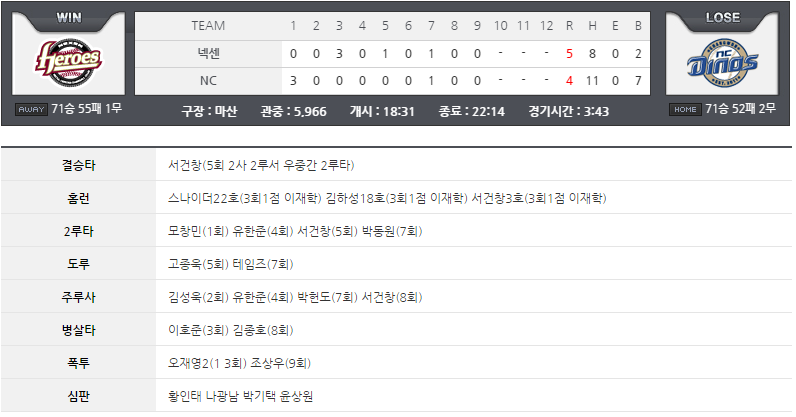 WIN
LOSE
TEAM 1 2 3 4 5 6 7 8 9 10 11 12 R H E B
넥센 0 0 3 0 1 0 1 0 0 - - - 5 8 0 2
NC 3 0 0 0 0 0 1 0 0 - - - 4 11 0 7
Heroes
NC DINOS
AWAY 71승 55패 1무
구장 : 마산 관중 : 5,966 개시 : 18:31 종료 : 22:14 경기시간 : 3:43
HOME 71승 52패 2무
결승타 서건창(5회 2사 2루서 우중간 2루타)
홈런 스나이더22호(3회1점 이재학) 김하성18호(3회1점 이재학) 서건창3호(3회1점 이재학)
2루타 모창민(1회) 유한준(4회) 서건창(5회) 박동원(7회)
도루 고종욱(5회) 테임즈(7회)
주루사 김성욱(2회) 유한준(4회) 박헌도(7회) 서건창(8회)
병살타 이호준(3회) 김종호(8회)
폭투 오재영2(1 3회) 조상우(9회)
심판 황인태 나광남 박기택 윤상원